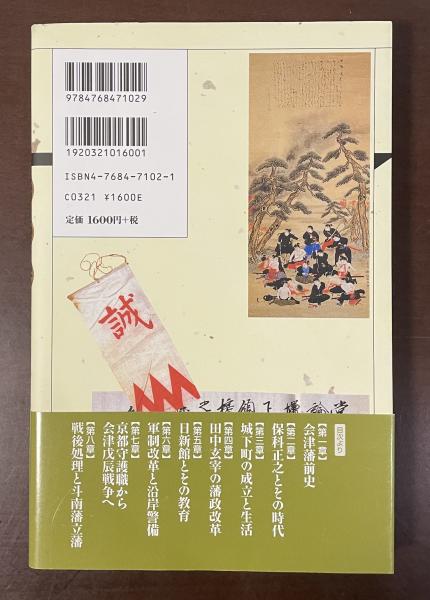 9784768471029
1920321016001
ISBN4-7684-7102-1
C0321 ¥1600E
定価 1600円+税
誠
目次より
【第一章】
会津藩前史
【第二章】
保科正之とその時代
【第三章】
城下町の成立と生活
【第四章】
田中玄宰の藩政改革
【第五章】
日新館とその教育
【第六章】
軍制改革と沿岸警備
【第七章】
京都守護職から
会津戊辰戦争へ
【第八章】
戦後処理と斗南藩立藩